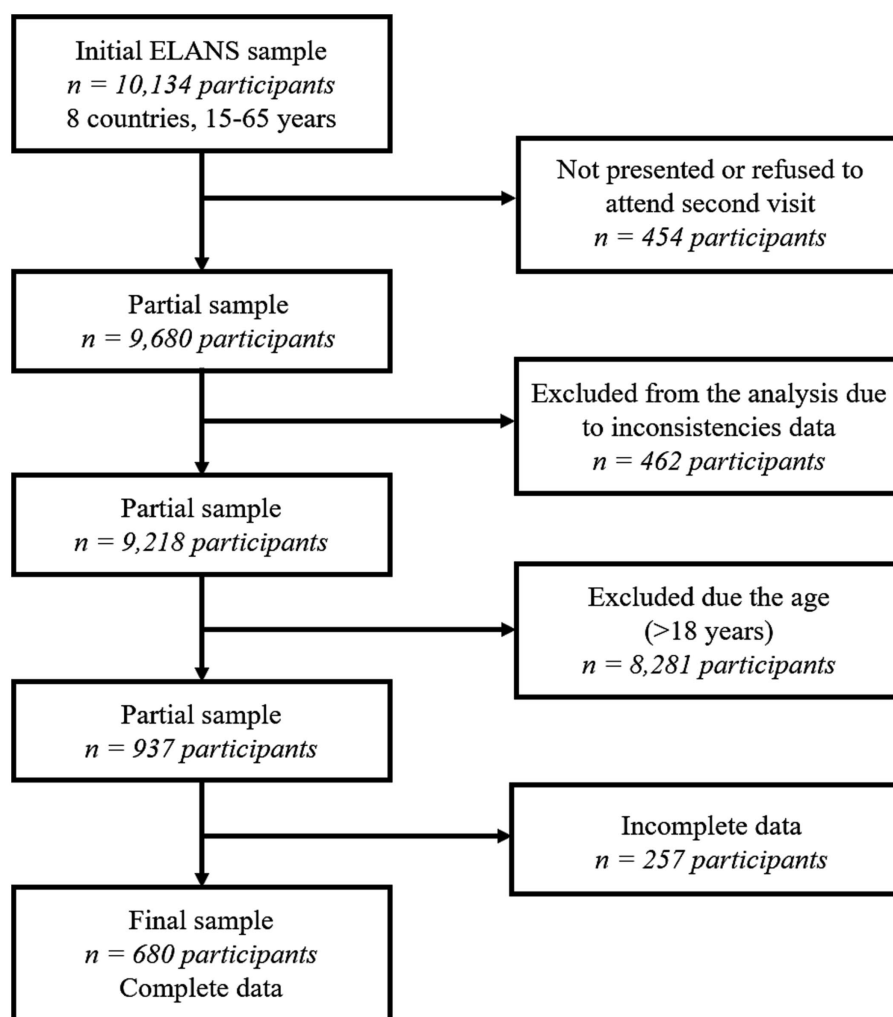 Initial ELANS sample
n = 10,134 participants
8 countries, 15-65 years
Not presented or refused to
attend second visit
n = 454 participants
Partial sample
n = 9,680 participants
Excluded from the analysis due
to inconsistencies data
n = 462 participants
Partial sample
n = 9,218 participants
Excluded due the age
(>18 years)
n = 8,281 participants
Partial sample
n = 937 participants
Incomplete data
n = 257 participants
Final sample
n = 680 participants
Complete data